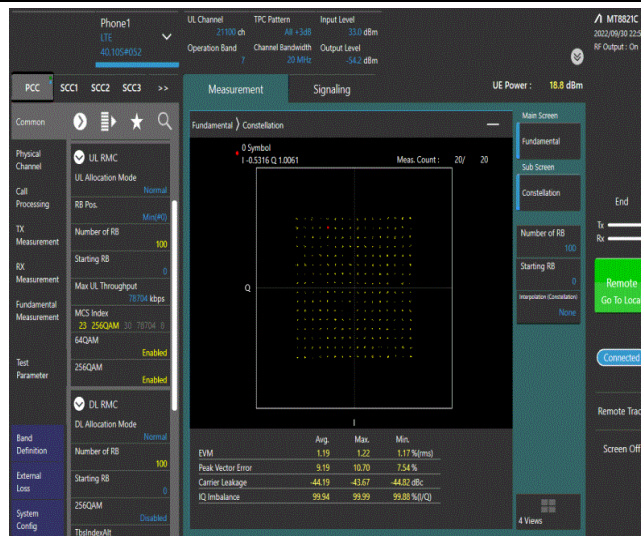 Phone1
LTE
40.105#052
UL Channel TPC Pattern Input Level
21100 ch All +3dB 33.0 dBm
Operation Band Channel Bandwidth Output Level
7 20 MHz -54.2 dBm
MT8821C
2022/09/30 22:5
RF Output : On
PCC SCC1 SCC2 SCC3 >>
Measurement Signaling
UE Power : 18.8 dBm
Common
Physical Channel
Call Processing
TX Measurement
RX Measurement
Fundamental Measurement
Test Parameter
Band Definition
External Loss
System Config
UL RMC
UL Allocation Mode
Normal
RB Pos.
Min(#0)
Number of RB
100
Starting RB
0
Max UL Throughput
78704 kbps
MCS Index
23 256QAM 30 78704 8
64QAM
Enabled
256QAM
Enabled
DL RMC
DL Allocation Mode
Normal
Number of RB
100
Starting RB
0
256QAM
Disabled
TbsIndexAlt
Fundamental Constellation
0 Symbol
I -0.5316 Q 1.0061 Meas. Count : 20/ 20
Q
I
Avg. Max. Min.
EVM 1.19 1.22 1.17 %(rms)
Peak Vector Error 9.19 10.70 7.54 %
Carrier Leakage -44.19 -43.67 -44.82 dBc
IQ Imbalance 99.94 99.99 99.88 %(I/Q)
Main Screen
Fundamental
Sub Screen
Constellation
Number of RB
100
Starting RB
0
Interpolation (Constellation)
None
4 Views
End
Tx
Rx
Remote
Go To Loca
Connected
Remote Trac
Screen Off